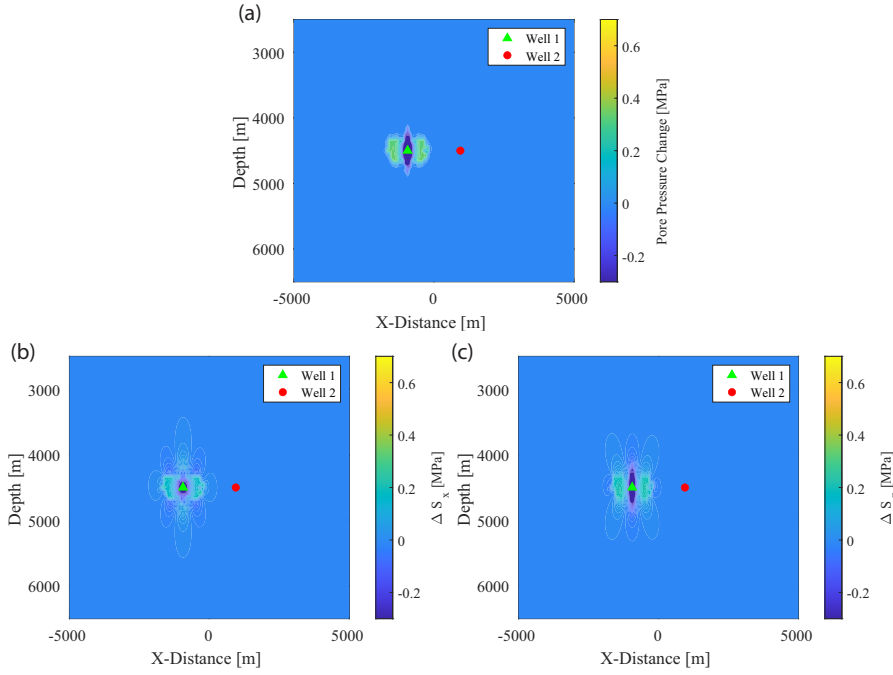 (a)
Well 1
Well 2
3000
4000
5000
6000
Depth [m]
-5000
0
5000
X-Distance [m]
0.6
0.4
0.2
0
-0.2
Pore Pressure Change [MPa]
(b)
Well 1
Well 2
3000
4000
5000
6000
Depth [m]
-5000
0
5000
X-Distance [m]
0.6
0.4
0.2
0
-0.2
Δ S x [MPa]
(c)
Well 1
Well 2
3000
4000
5000
6000
Depth [m]
-5000
0
5000
X-Distance [m]
0.6
0.4
0.2
0
-0.2
Δ S [MPa]